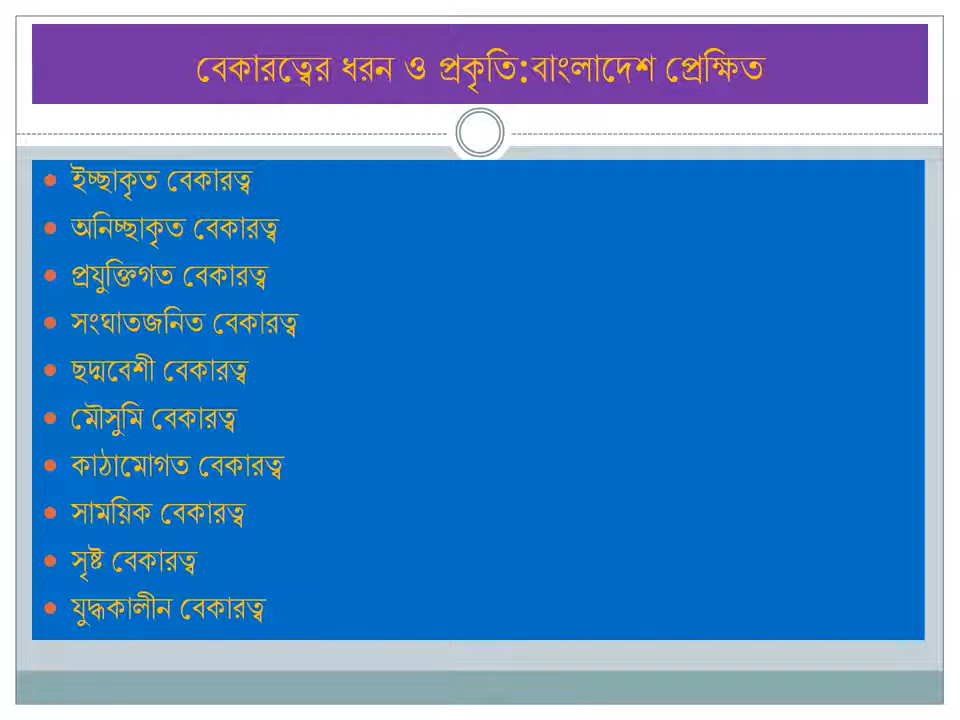 বেকারত্বের ধরন ও প্রকৃতি:বাংলাদেশ প্রেক্ষিত
ইচ্ছাকৃত বেকারত্ব
অনিচ্ছাকৃত বেকারত্ব
প্রযুক্তিগত বেকারত্ব
সংঘাতজনিত বেকারত্ব
ছদ্মবেশী বেকারত্ব
মৌসুমি বেকারত্ব
কাঠামোগত বেকারত্ব
সাময়িক বেকারত্ব
সৃষ্ট বেকারত্ব
যুদ্ধকালীন বেকারত্ব